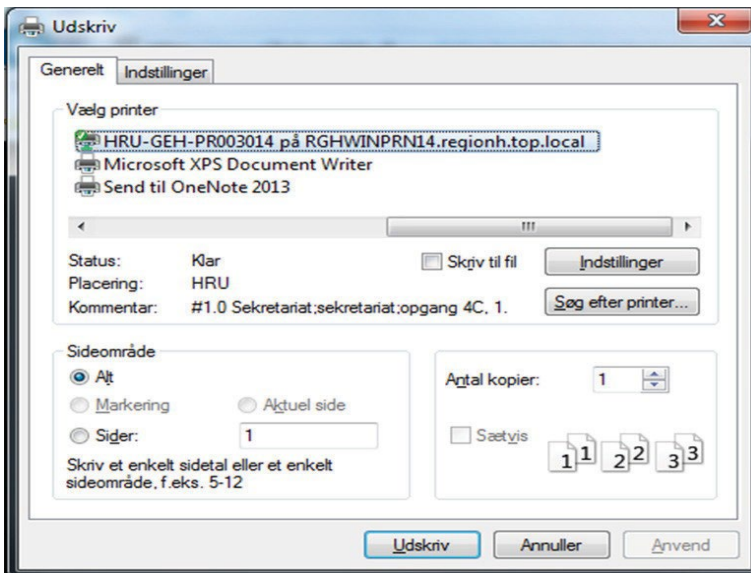 Udskriv
Generelt
Indstillinger
Vælg printer
HRU-GEH-PR003014 på RGHWINPRN14.regionh.top.local
Microsoft XPS Document Writer
Send til OneNote 2013
Status: Klar
Skriv til fil
Indstillinger
Placering: HRU
Kommentar: #1.0 Sekretariat;sekretariat;opgang 4C, 1.
Søg efter printer...
Sideområde
Alt
Markering
Aktuel side
Sider: 1
Skriv et enkelt sidetal eller et enkelt
sideområde, f.eks. 5-12
Antal kopier: 1
Sætvis
1 1 2 2 3 3
Udskriv
Annuller
Anvend